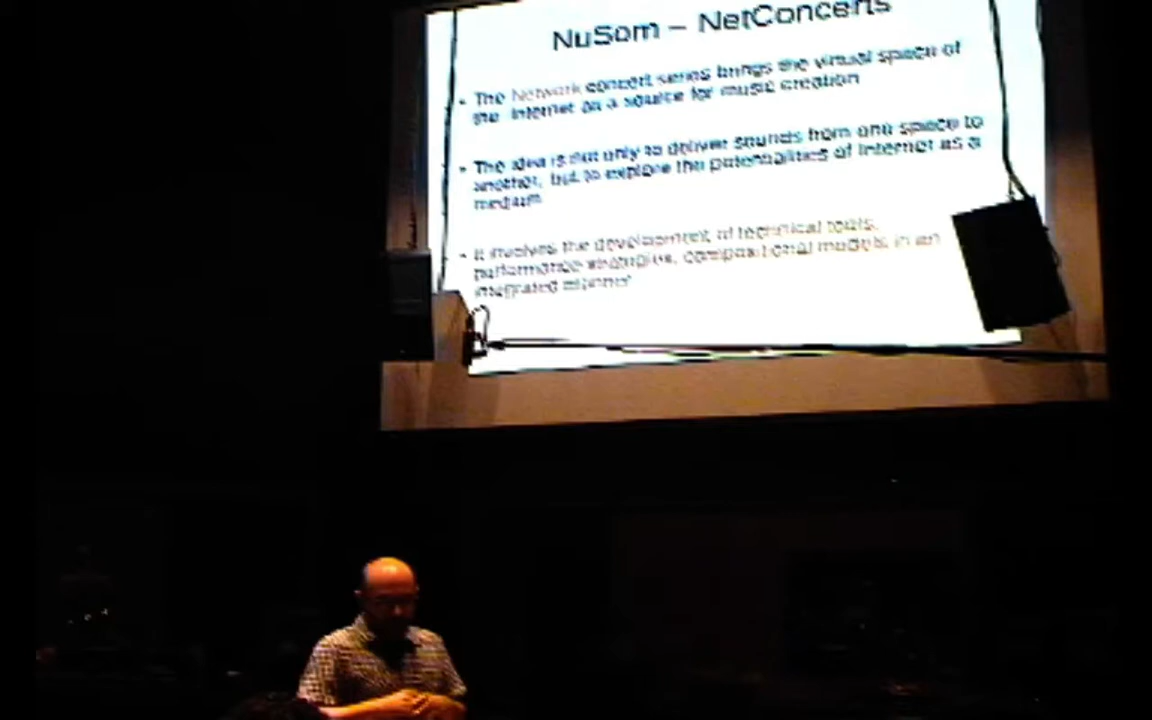 NuSom – NetConcerts
• The Network concert series brings the virtual space of
the Internet as a source for music creation
• The idea is not only to deliver sounds from one space to
another, but to explore the potencialities of Internet as a
medium
• It involves the development of technical tools,
performance strategies, compositional models in an
integrated manner